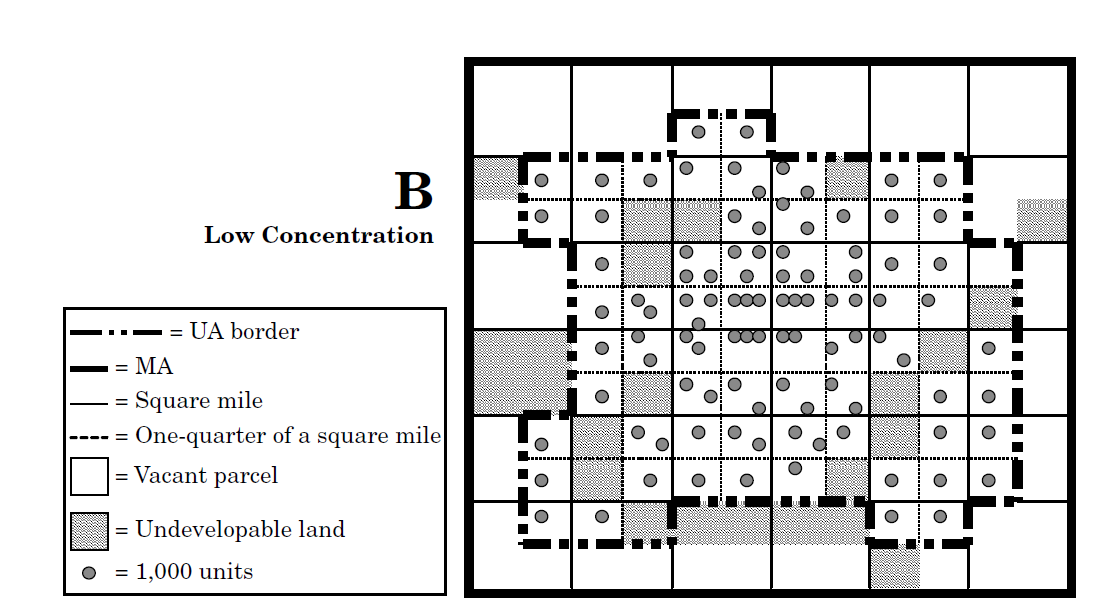 B
Low Concentration
= UA border
= MA
= Square mile
= One-quarter of a square mile
= Vacant parcel
= Undevelopable land
= 1,000 units